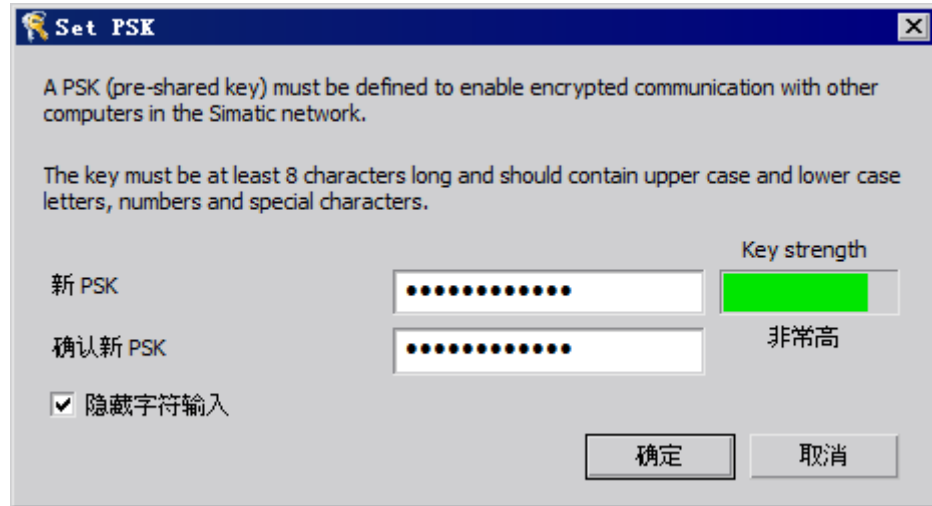 Set PSK
A PSK (pre-shared key) must be defined to enable encrypted communication with other
computers in the Simatic network.
The key must be at least 8 characters long and should contain upper case and lower case
letters, numbers and special characters.
Key strength
新 PSK ●●●●●●●●●●●●
非常高
确认新 PSK ●●●●●●●●●●●●
隐藏字符输入
确定 取消